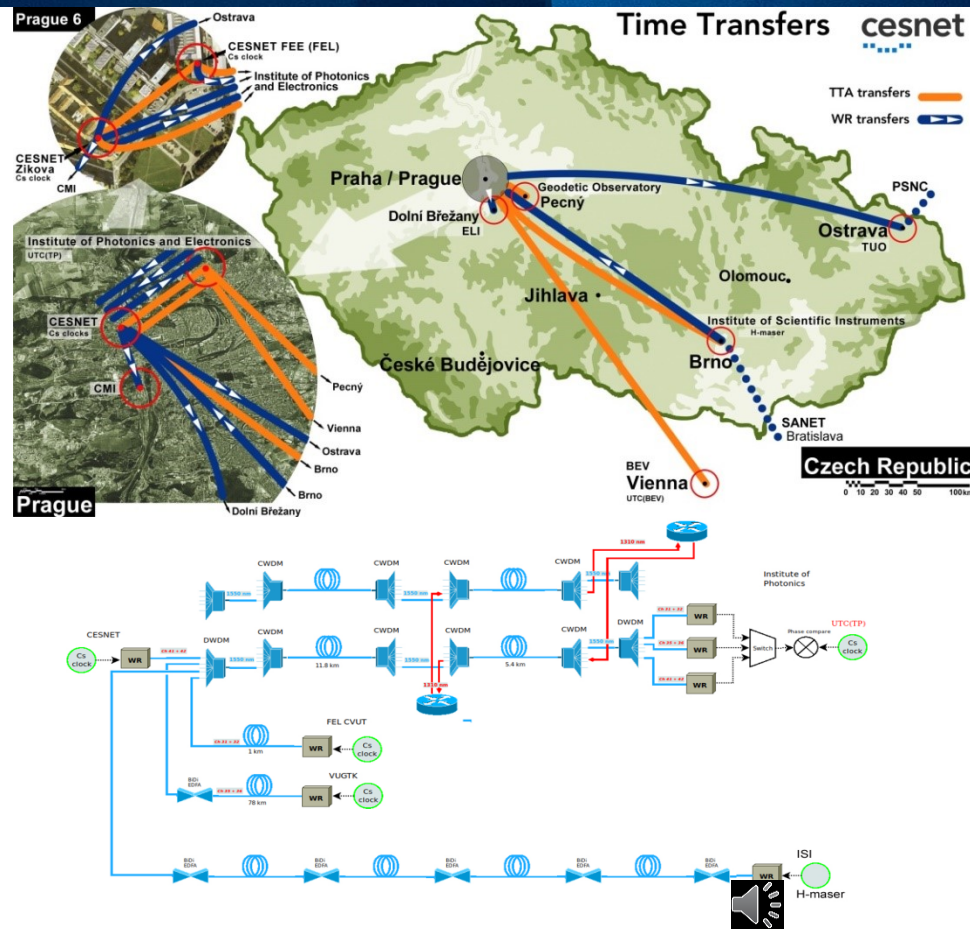 Prague 6
Ostrava
CESNET FEE (FEL)
Cs clock
Institute of Photonics
and Electronics
CESNET
Zikova
Cs clock
CMI
Time Transfers
cesnet
TTA transfers
WR transfers
Praha / Prague
Geodetic Observatory
Pecný
Dolní Břežany
ELI
PSNC
Ostrava
TUO
Olomouc
Jihlava
Institute of Scientific Instruments
H-maser
Brno
České Budějovice
SANET
Bratislava
BEV
Vienna
UTC(BEV)
Czech Republic
0 10 20 30 40 50 100km
Institute of Photonics and Electronics
UTC(TP)
CESNET
Cs clocks
CMI
Pecný
Vienna
Ostrava
Brno
Brno
Dolní Břežany
Prague
1310 nm
CWDM
CWDM
CWDM
CWDM
1550 nm
1550 nm
1550 nm
Institute of
Photonics
CESNET
Cs
clock
WR
DWDM
CWDM
CWDM
CWDM
CWDM
DWDM
1550 nm
11.8 km
1550 nm
5.4 km
1550 nm
1310 nm
WR
WR
WR
Switch
Phase compare
UTC(TP)
Cs
clock
FEL CVUT
1 km
WR
Cs
clock
VUGTK
BiDi
EDFA
78 km
WR
Cs
clock
BiDi
EDFA
BiDi
EDFA
BiDi
EDFA
BiDi
EDFA
BiDi
EDFA
WR
ISI
H-maser